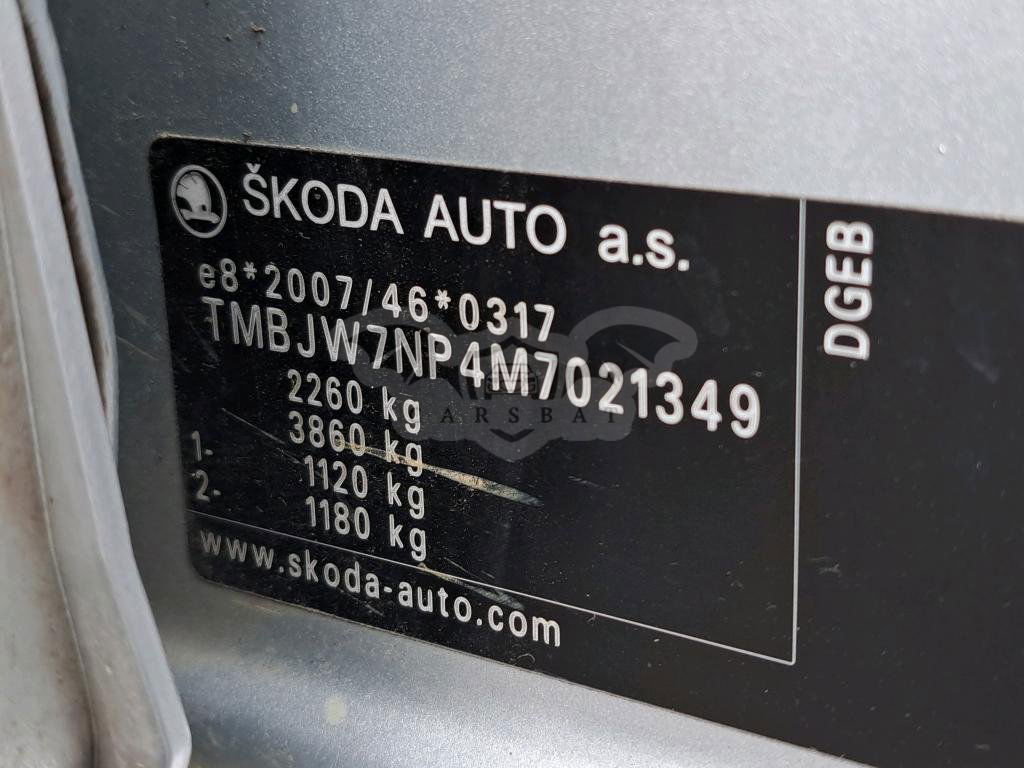 ŠKODA AUTO a.s.
e8*2007/46*0317
TMBJW7NP4M7021349
2260 kg
3860 kg
1- 1120 kg
2- 1180 kg
www.skoda-auto.com
DGEB
ARSBAT